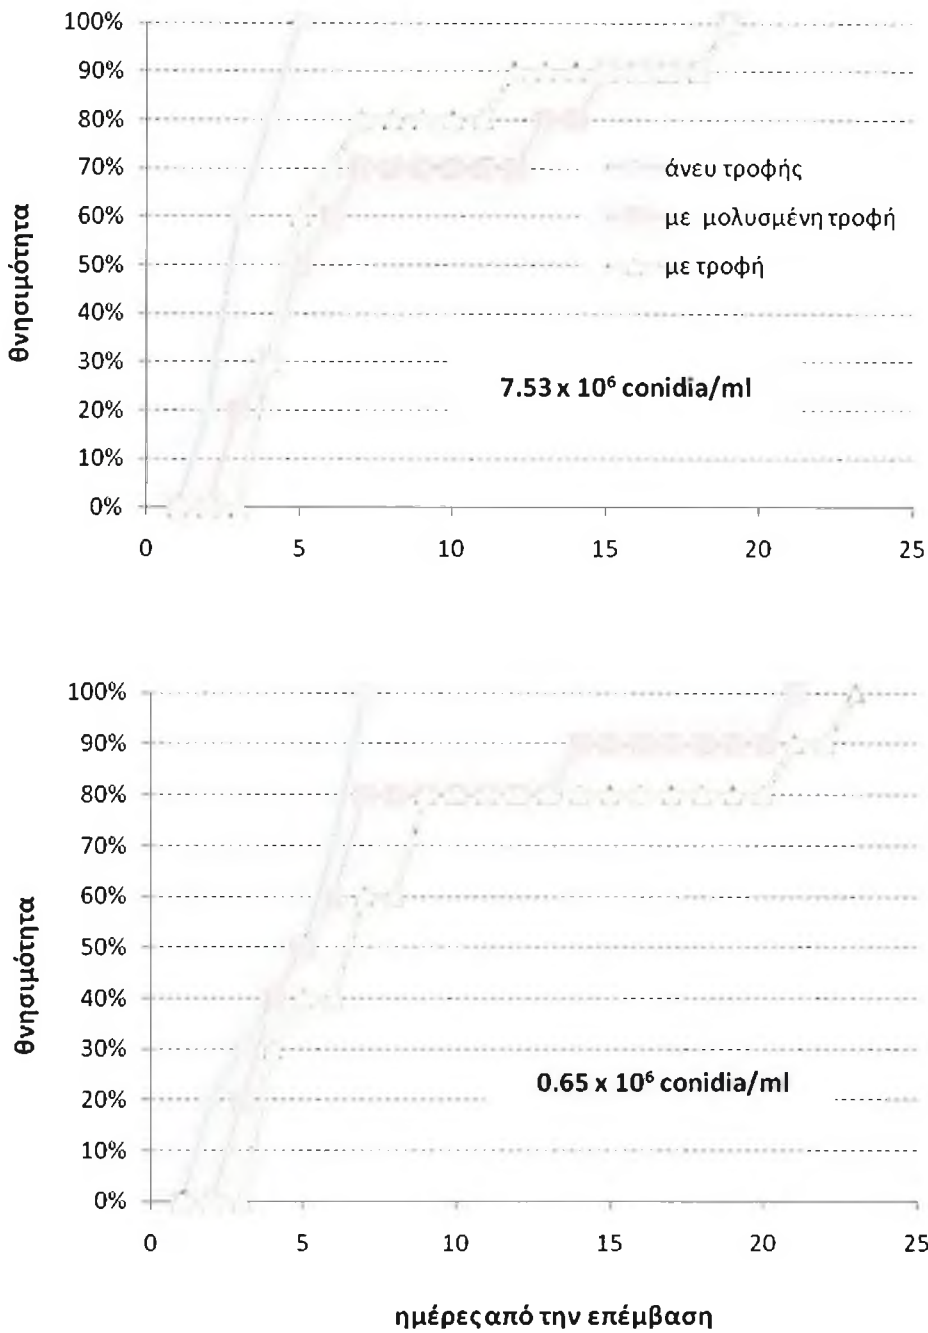 100%
90%
80%
70%
60%
50%
40%
30%
20%
10%
0%
θνησιμότητα
άνευ τροφής
με μολυσμένη τροφή
με τροφή
7.53 x 10⁶ conidia/ml
0 5 10 15 20 25
100%
90%
80%
70%
60%
50%
40%
30%
20%
10%
0%
θνησιμότητα
0.65 x 10⁶ conidia/ml
0 5 10 15 20 25
ημέρες από την επέμβαση